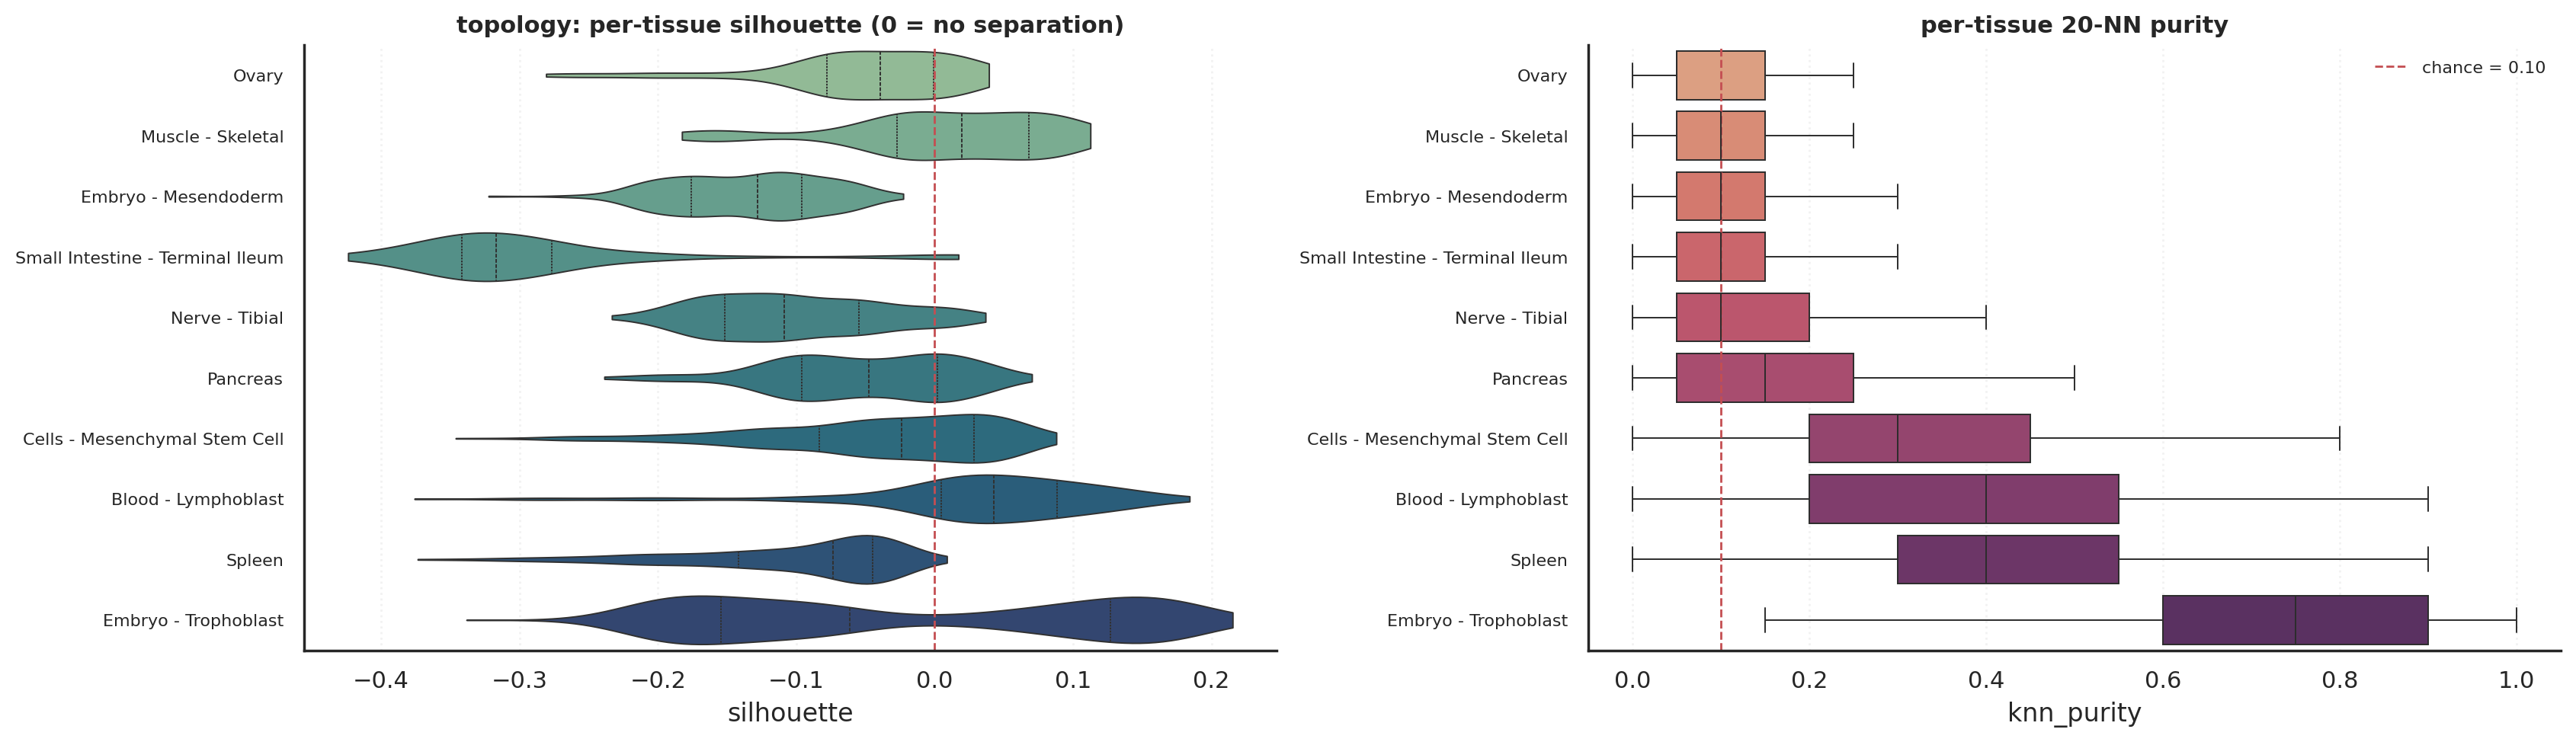 topology: per-tissue silhouette (0 = no separation)
Ovary
Muscle - Skeletal
Embryo - Mesendoderm
Small Intestine - Terminal Ileum
Nerve - Tibial
Pancreas
Cells - Mesenchymal Stem Cell
Blood - Lymphoblast
Spleen
Embryo - Trophoblast
−0.4 −0.3 −0.2 −0.1 0.0 0.1 0.2
silhouette
per-tissue 20-NN purity
chance = 0.10
Ovary
Muscle - Skeletal
Embryo - Mesendoderm
Small Intestine - Terminal Ileum
Nerve - Tibial
Pancreas
Cells - Mesenchymal Stem Cell
Blood - Lymphoblast
Spleen
Embryo - Trophoblast
0.0 0.2 0.4 0.6 0.8 1.0
knn_purity